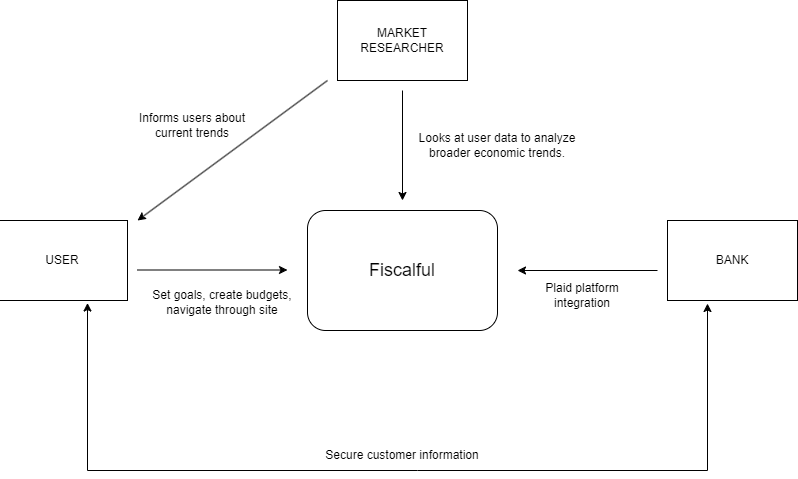 MARKET
RESEARCHER
Informs users about
current trends
Looks at user data to analyze
broader economic trends.
USER
Fiscalful
BANK
Set goals, create budgets,
navigate through site
Plaid platform
integration
Secure customer information